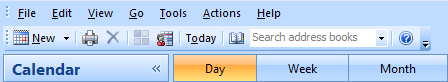 File Edit View Go Tools Actions Help
New Today Search address books
Calendar « Day Week Month